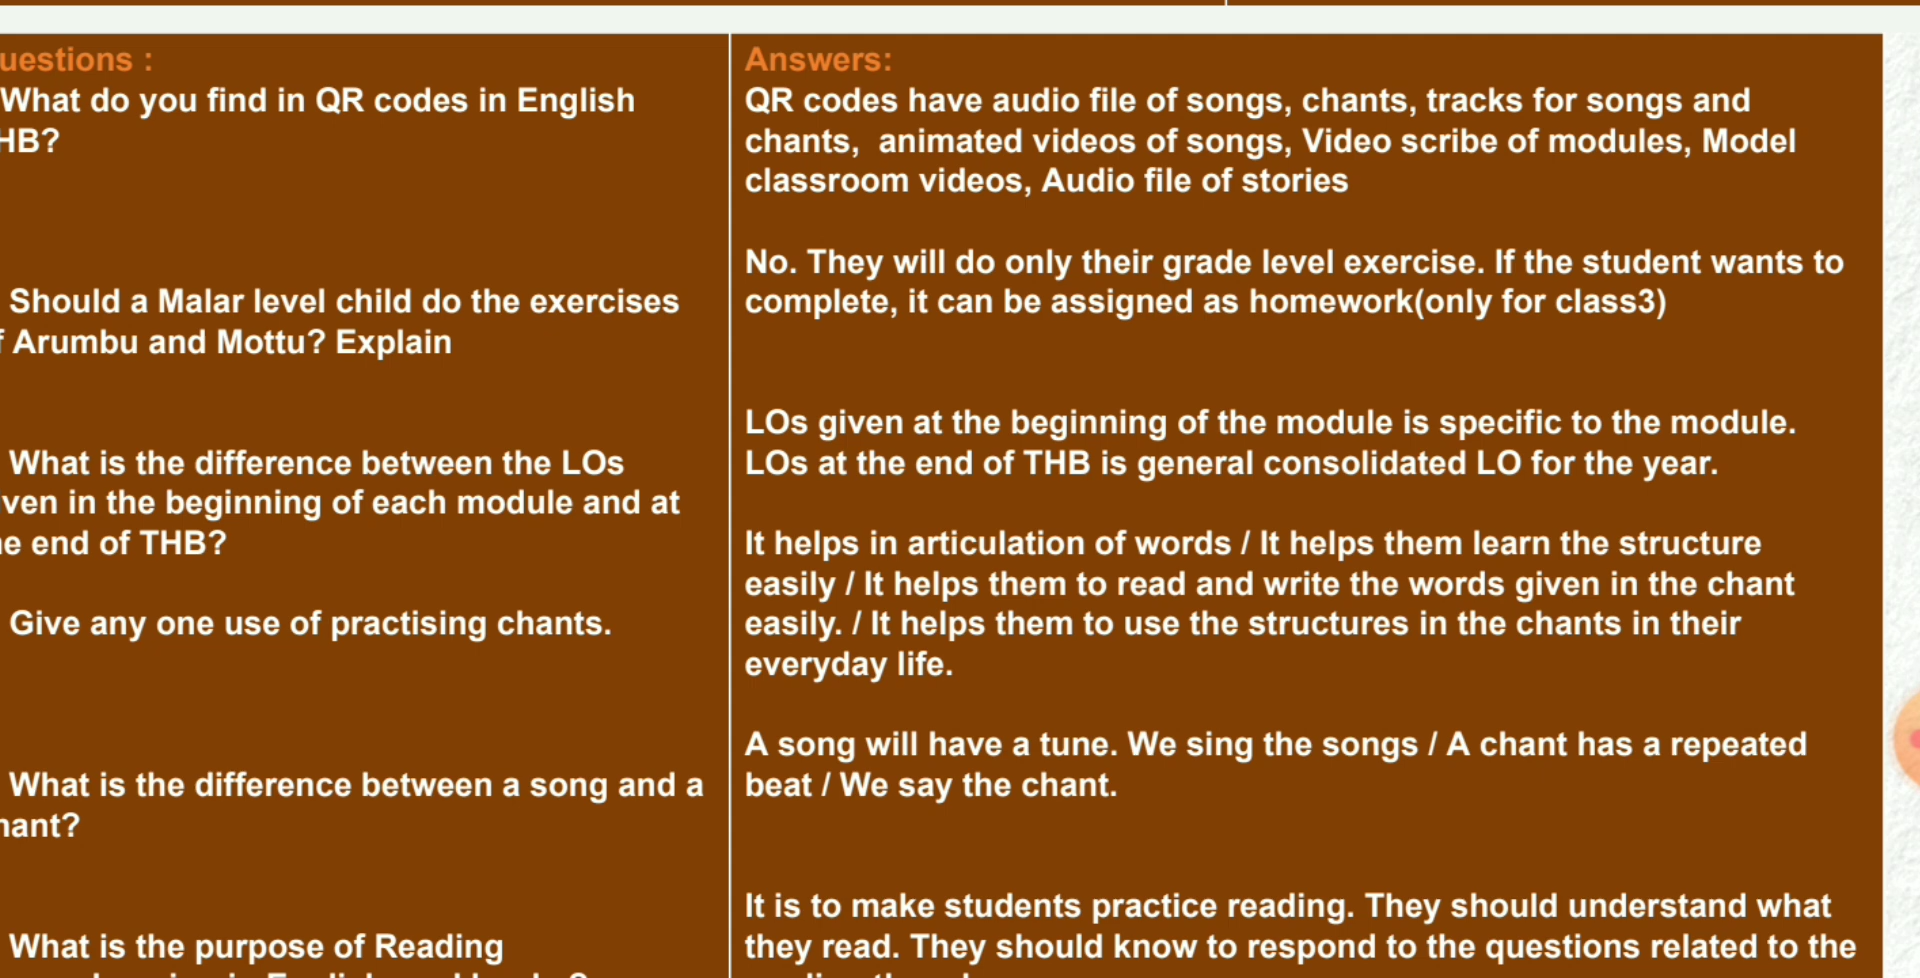 uestions :
What do you find in QR codes in English
HB?
Should a Malar level child do the exercises
f Arumbu and Mottu? Explain
What is the difference between the LOs
ven in the beginning of each module and at
e end of THB?
Give any one use of practising chants.
What is the difference between a song and a
hant?
What is the purpose of Reading
Answers:
QR codes have audio file of songs, chants, tracks for songs and
chants,  animated videos of songs, Video scribe of modules, Model
classroom videos, Audio file of stories
No. They will do only their grade level exercise. If the student wants to
complete, it can be assigned as homework(only for class3)
LOs given at the beginning of the module is specific to the module.
LOs at the end of THB is general consolidated LO for the year.
It helps in articulation of words / It helps them learn the structure
easily / It helps them to read and write the words given in the chant
easily. / It helps them to use the structures in the chants in their
everyday life.
A song will have a tune. We sing the songs / A chant has a repeated
beat / We say the chant.
It is to make students practice reading. They should understand what
they read. They should know to respond to the questions related to the